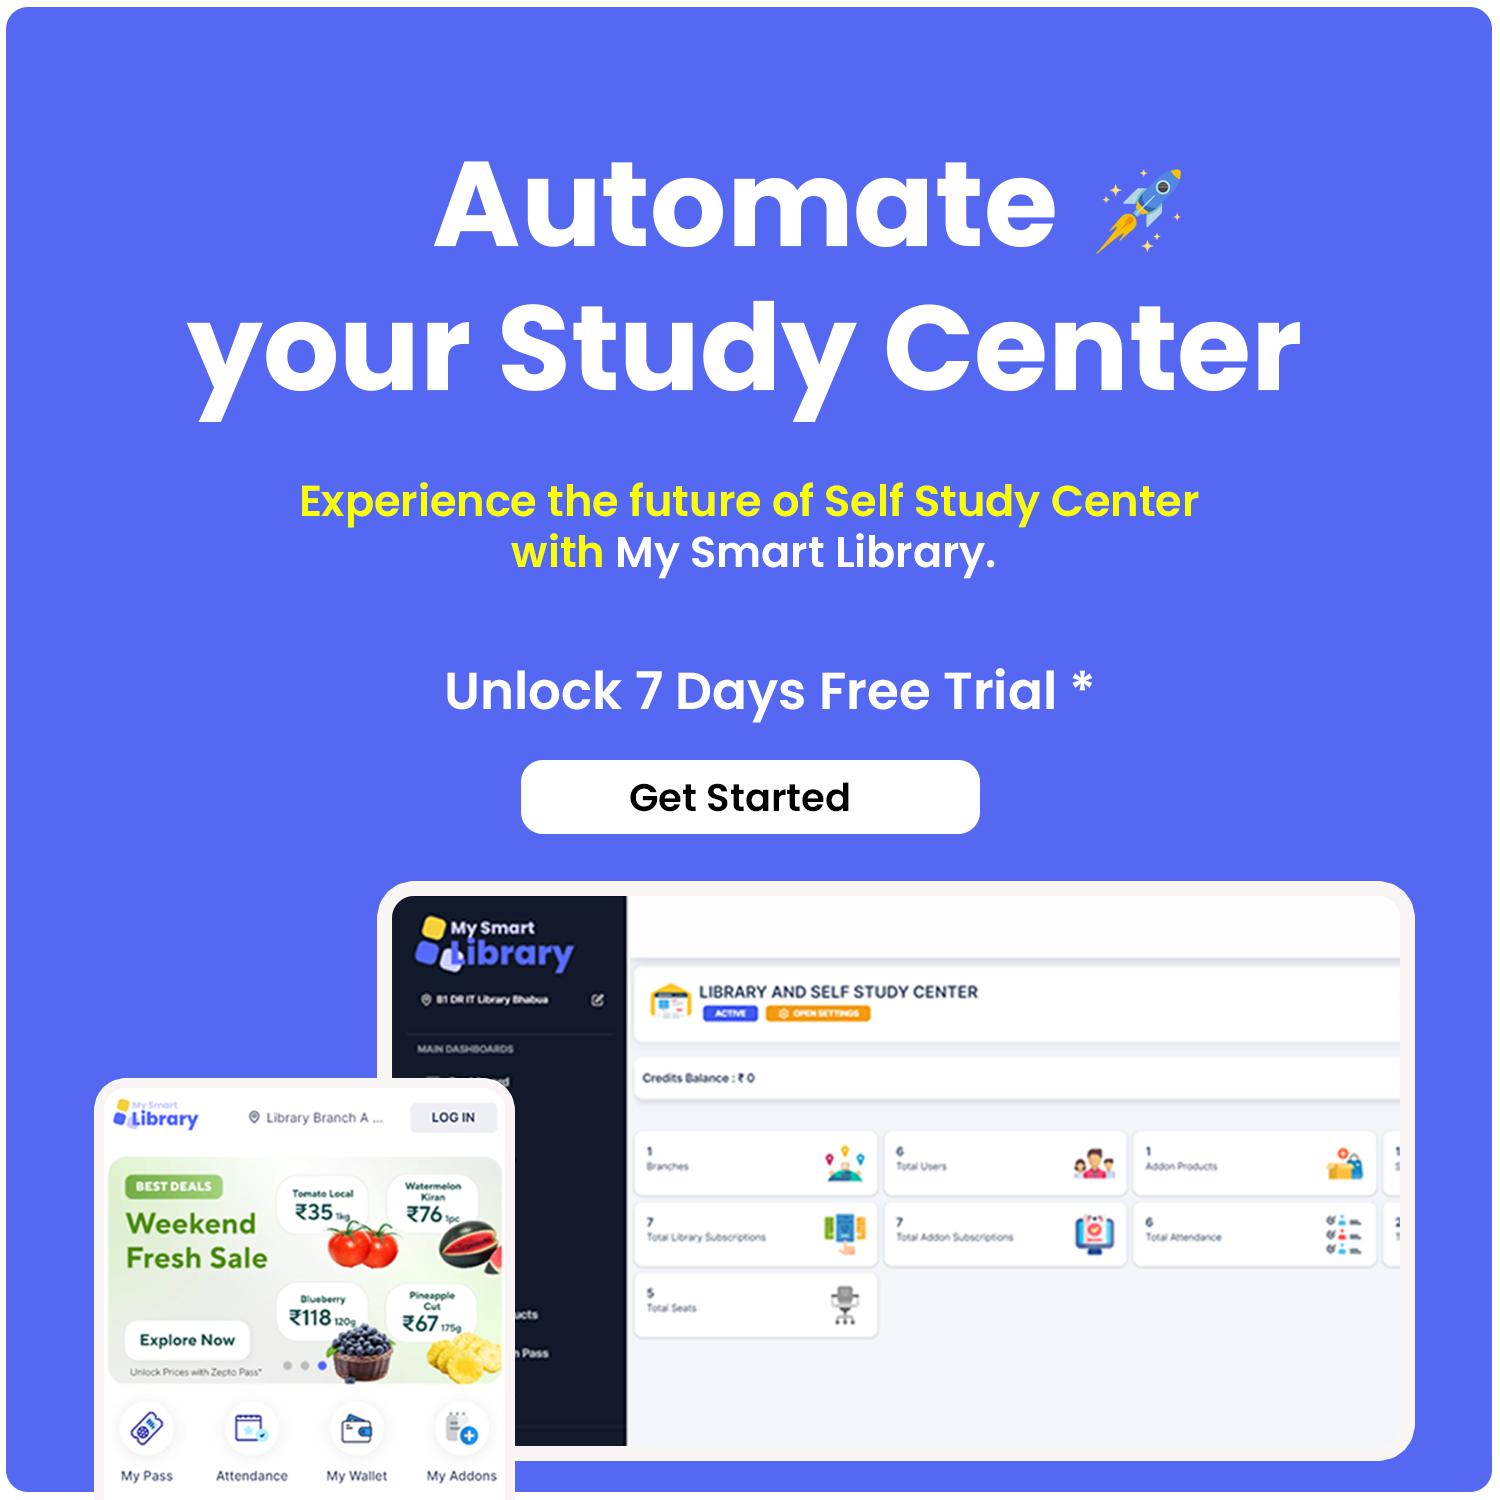 Automate
your Study Center
Experience the future of Self Study Center
with My Smart Library.
Unlock 7 Days Free Trial *
Get Started
My Smart
Library
B1 DR IT Library Bhabua
MAIN DASHBOARDS
LIBRARY AND SELF STUDY CENTER
ACTIVE
OPEN SETTINGS
Credits Balance : ₹ 0
1
Branches
6
Total Users
1
Addon Products
7
Total Library Subscriptions
7
Total Addon Subscriptions
6
Total Attendance
5
Total Seats
Pass
My Smart
Library
Library Branch A ...
LOG IN
BEST DEALS
Weekend
Fresh Sale
Explore Now
Unlock Prices with Zepto Pass*
Tomato Local
₹35 1kg
Watermelon
Kiran
₹76 1pc
Blueberry
₹118 120g
Pineapple
Cut
₹67 175g
My Pass
Attendance
My Wallet
My Addons